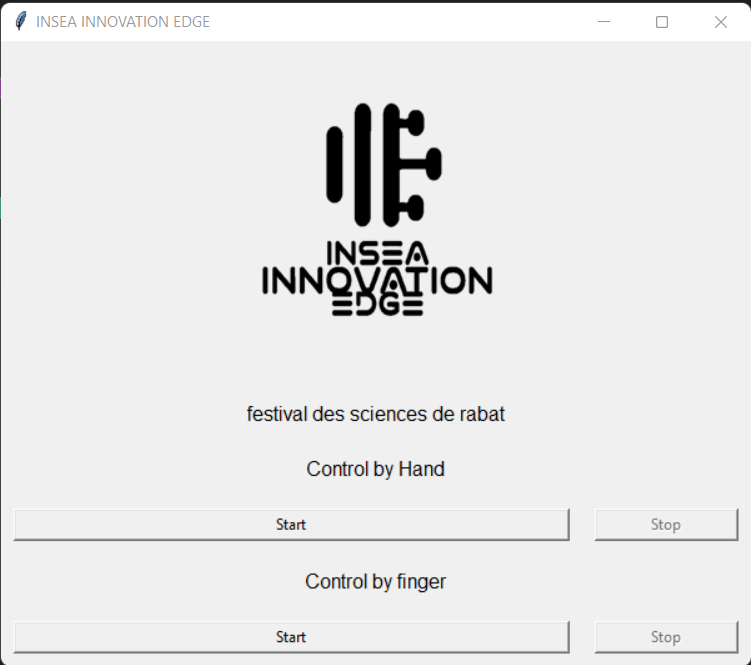 INSEA INNOVATION EDGE
INSEA
INNOVATION
EDGE
festival des sciences de rabat
Control by Hand
Start Stop
Control by finger
Start Stop